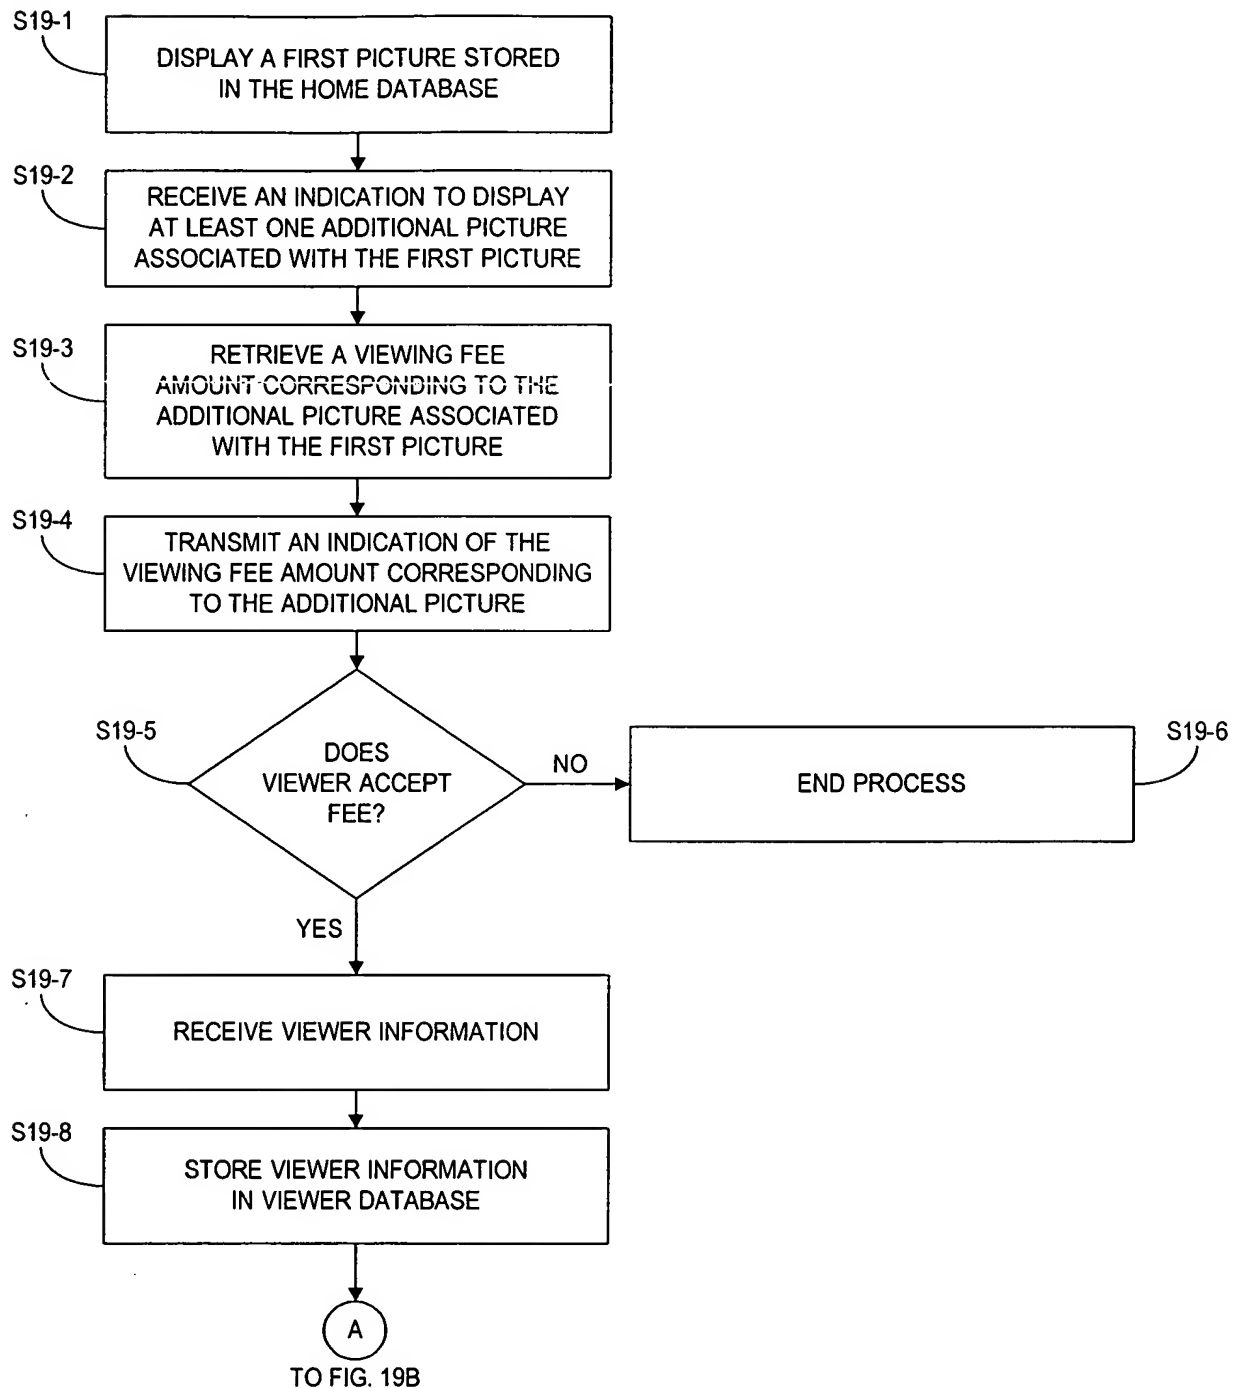 S19-1
DISPLAY A FIRST PICTURE STORED
IN THE HOME DATABASE
S19-2
RECEIVE AN INDICATION TO DISPLAY
AT LEAST ONE ADDITIONAL PICTURE
ASSOCIATED WITH THE FIRST PICTURE
S19-3
RETRIEVE A VIEWING FEE
AMOUNT CORRESPONDING TO THE
ADDITIONAL PICTURE ASSOCIATED
WITH THE FIRST PICTURE
S19-4
TRANSMIT AN INDICATION OF THE
VIEWING FEE AMOUNT CORRESPONDING
TO THE ADDITIONAL PICTURE
S19-5
DOES
VIEWER ACCEPT
FEE?
NO
S19-6
END PROCESS
YES
S19-7
RECEIVE VIEWER INFORMATION
S19-8
STORE VIEWER INFORMATION
IN VIEWER DATABASE
A
TO FIG. 19B